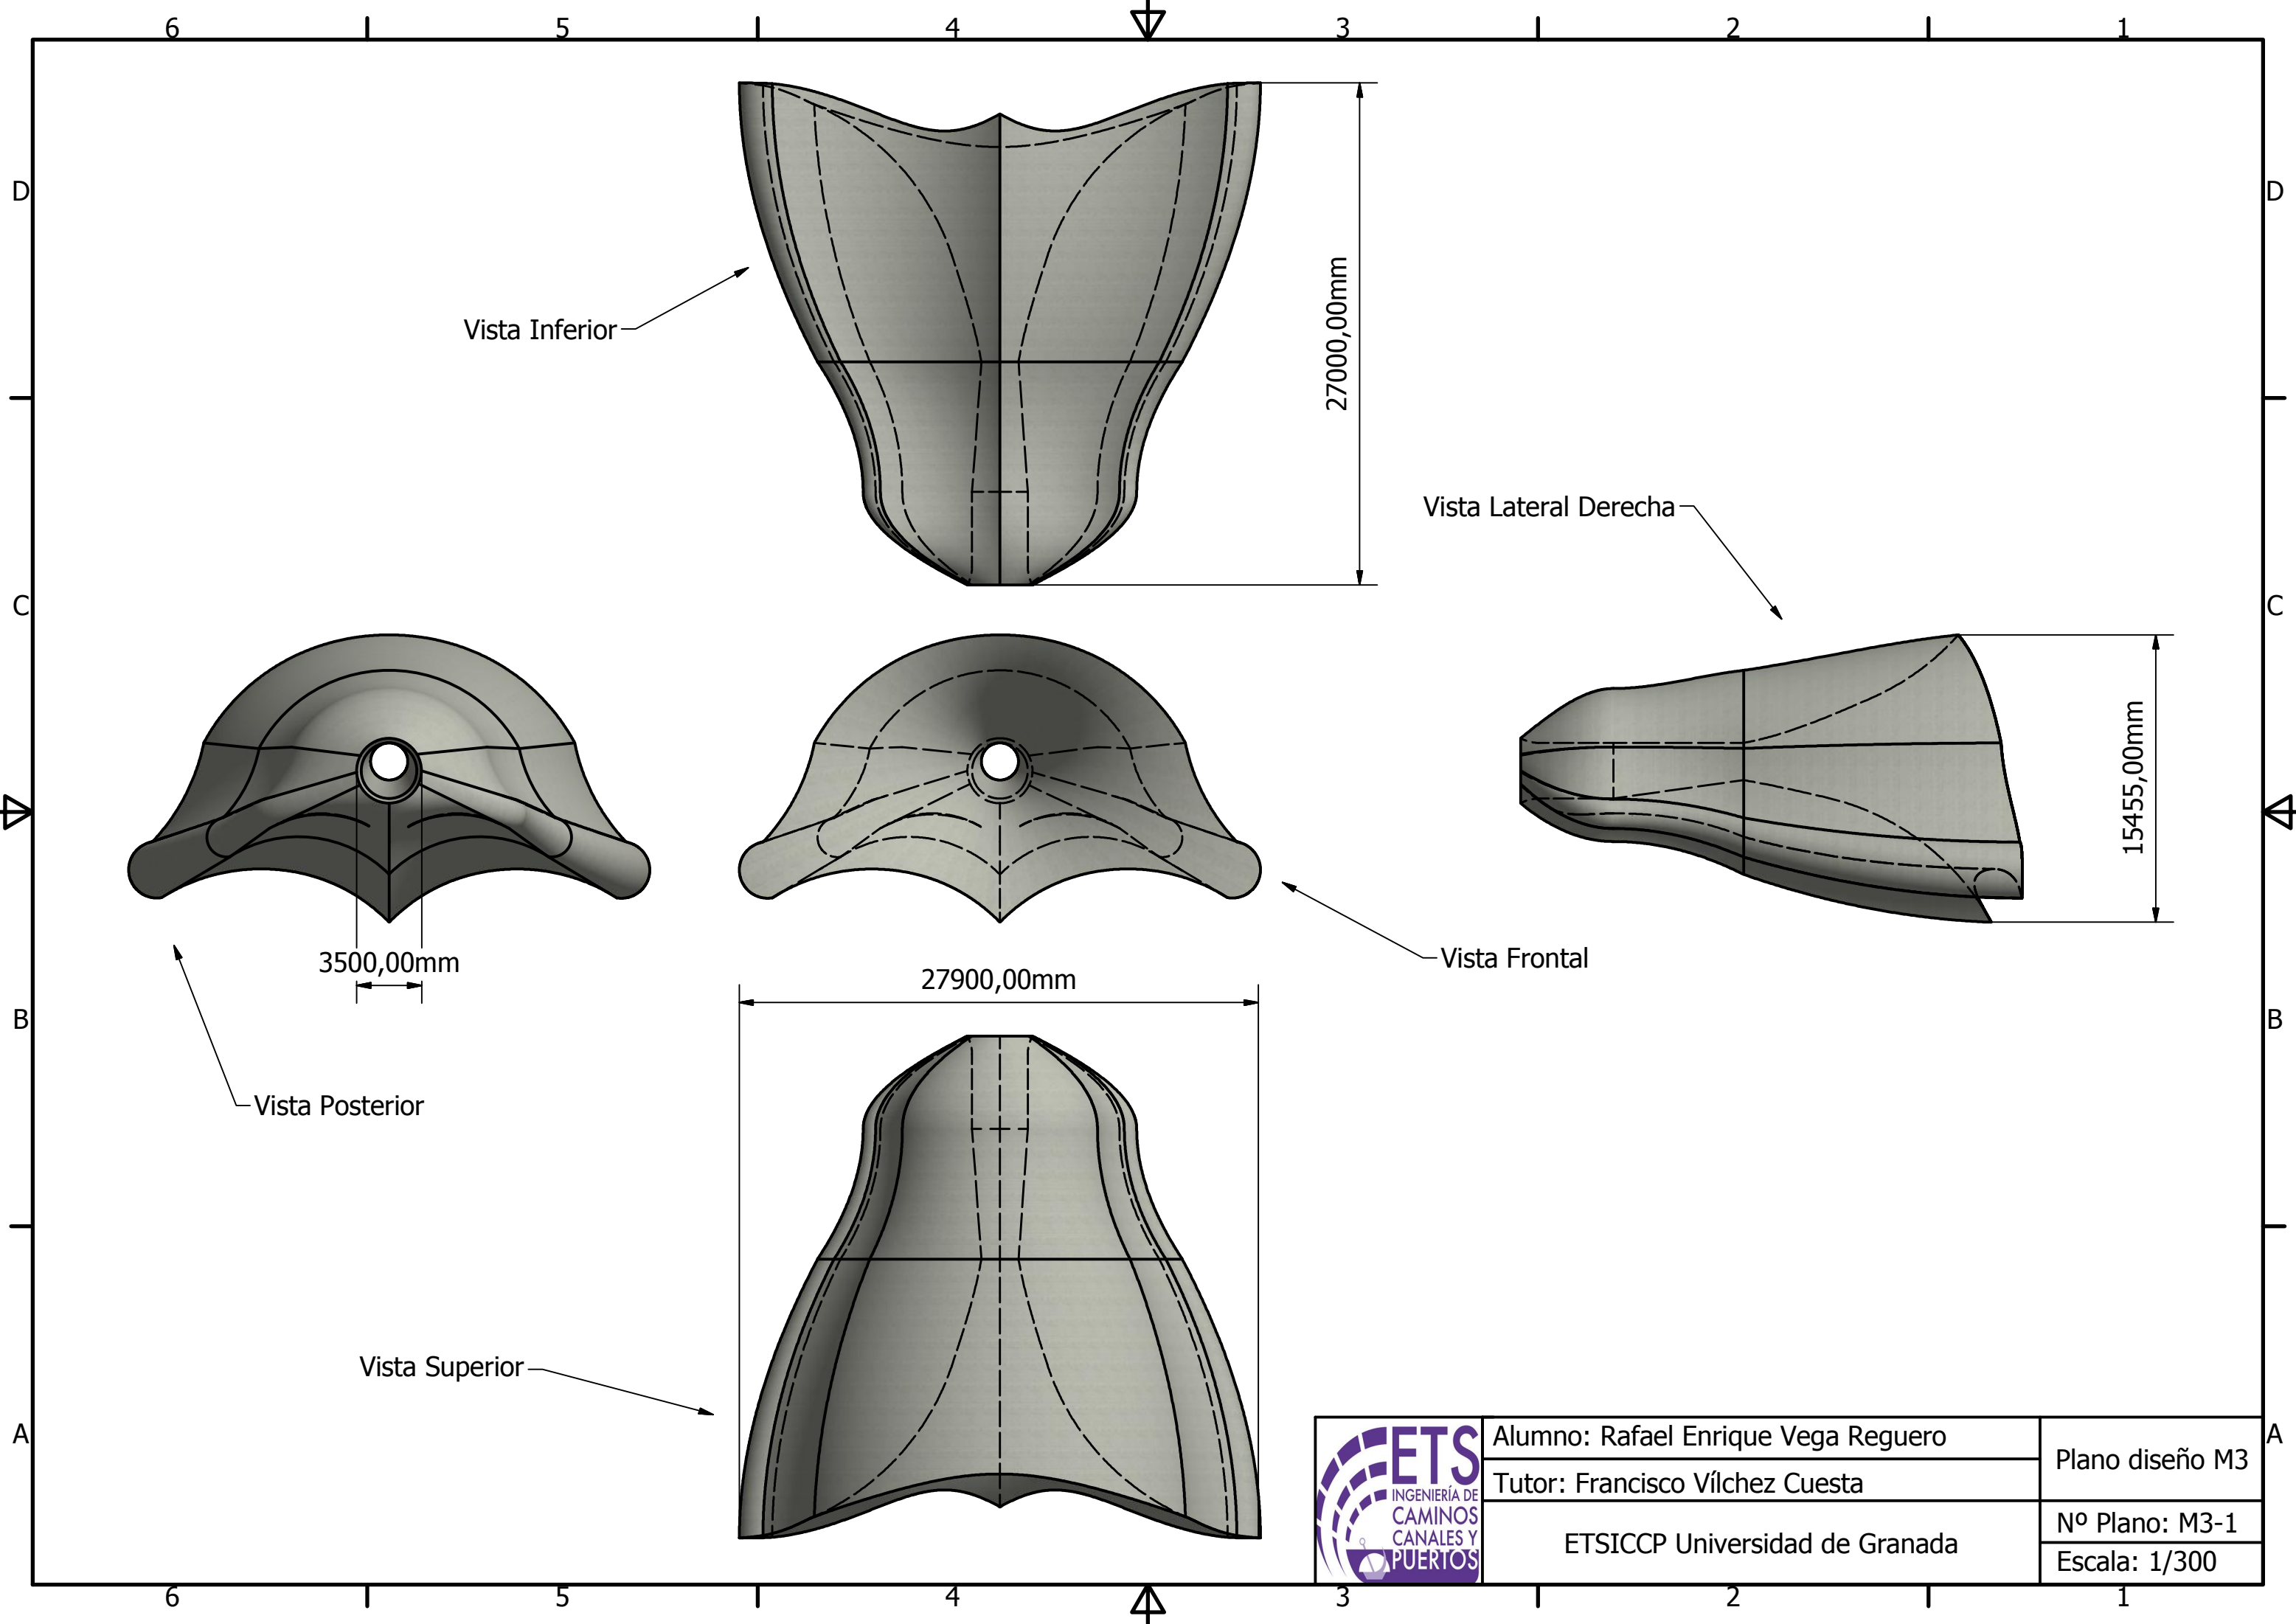 6 5 4 3 2 1
D D
27000,00mm
Vista Inferior
Vista Lateral Derecha
C C
15455,00mm
3500,00mm
Vista Frontal
27900,00mm
B B
Vista Posterior
Vista Superior
A A
ETS
INGENIERÍA DE
CAMINOS
CANALES Y
PUERTOS
Alumno: Rafael Enrique Vega Reguero
Tutor: Francisco Vílchez Cuesta
ETSICCP Universidad de Granada
Plano diseño M3
Nº Plano: M3-1
Escala: 1/300
6 5 4 3 2 1